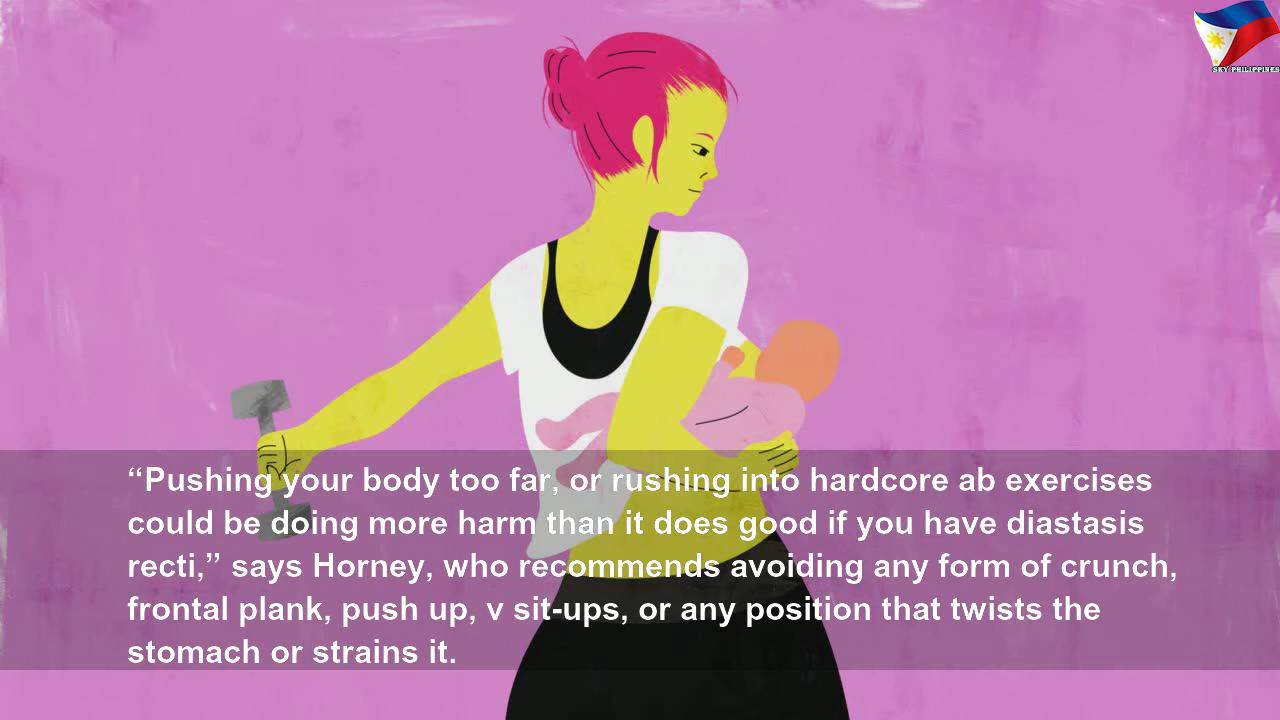 SKY PHILIPPINES
“Pushing your body too far, or rushing into hardcore ab exercises
could be doing more harm than it does good if you have diastasis
recti,” says Horney, who recommends avoiding any form of crunch,
frontal plank, push up, v sit-ups, or any position that twists the
stomach or strains it.